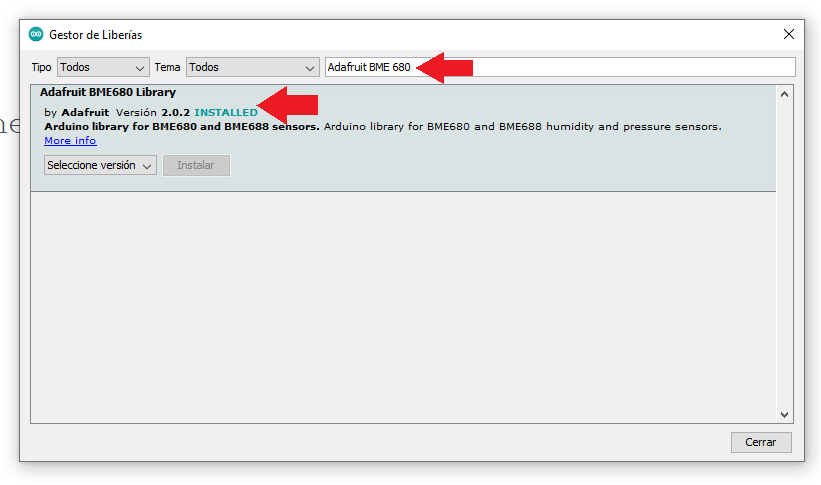 Gestor de Liberías
Tipo Todos Tema Todos Adafruit BME 680
Adafruit BME680 Library
by Adafruit Versión 2.0.2 INSTALLED
Arduino library for BME680 and BME688 sensors. Arduino library for BME680 and BME688 humidity and pressure sensors.
More info
Seleccione versión Instalar
Cerrar